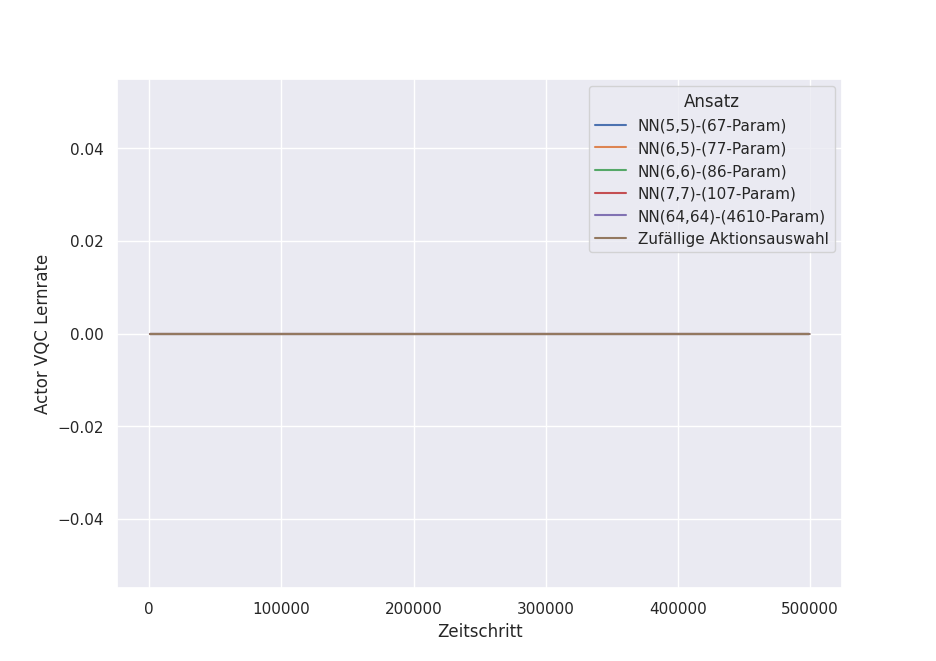 Ansatz
NN(5,5)-(67-Param)
NN(6,5)-(77-Param)
NN(6,6)-(86-Param)
NN(7,7)-(107-Param)
NN(64,64)-(4610-Param)
Zufällige Aktionsauswahl
Actor VQC Lernrate
0.04
0.02
0.00
−0.02
−0.04
0
100000
200000
300000
400000
500000
Zeitschritt